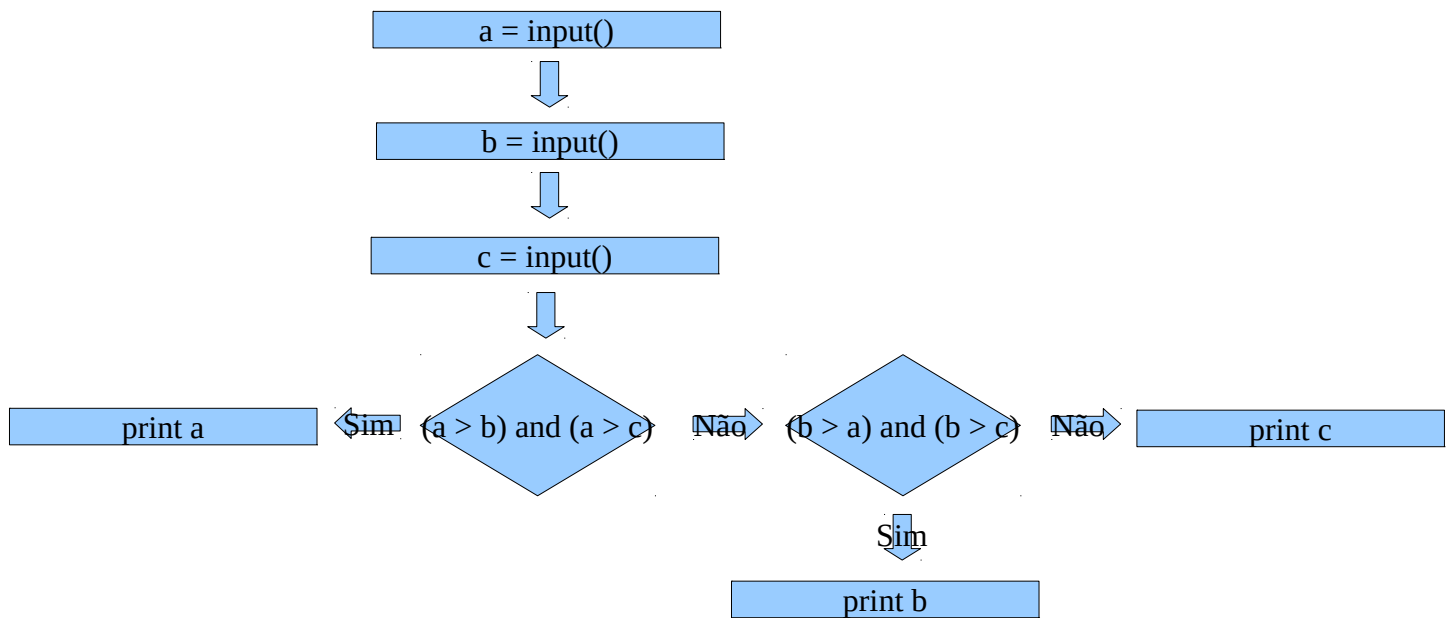 a = input()
b = input()
c = input()
print a
Sim
(a > b) and (a > c)
Não
(b > a) and (b > c)
Não
print c
Sim
print b